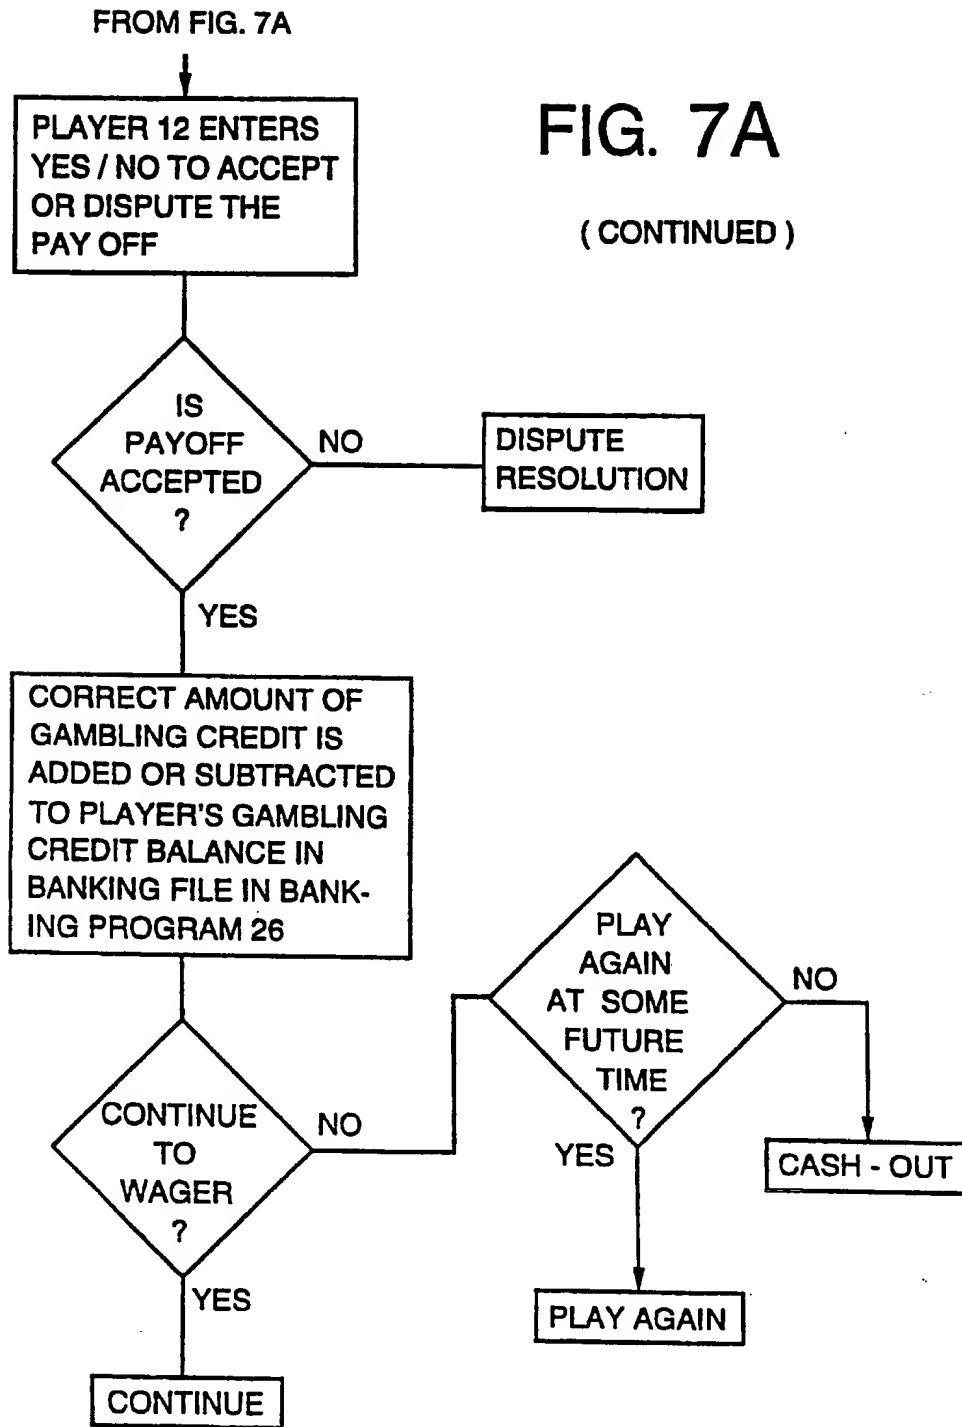 FROM FIG. 7A
FIG. 7A
( CONTINUED )
PLAYER 12 ENTERS
YES / NO TO ACCEPT
OR DISPUTE THE
PAY OFF
IS
PAYOFF
ACCEPTED
?
NO
DISPUTE
RESOLUTION
YES
CORRECT AMOUNT OF
GAMBLING CREDIT IS
ADDED OR SUBTRACTED
TO PLAYER'S GAMBLING
CREDIT BALANCE IN
BANKING FILE IN BANK-
ING PROGRAM 26
CONTINUE
TO
WAGER
?
NO
YES
CONTINUE
PLAY
AGAIN
AT SOME
FUTURE
TIME
?
NO
CASH - OUT
YES
PLAY AGAIN